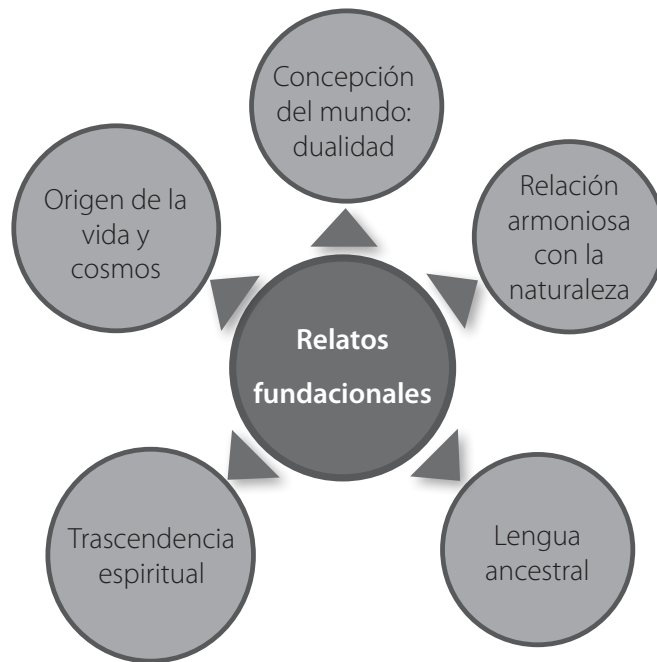 Concepción
del mundo:
dualidad
Origen de la
vida y
cosmos
Relación
armoniosa
con la
naturaleza
Relatos
fundacionales
Trascendencia
espiritual
Lengua
ancestral